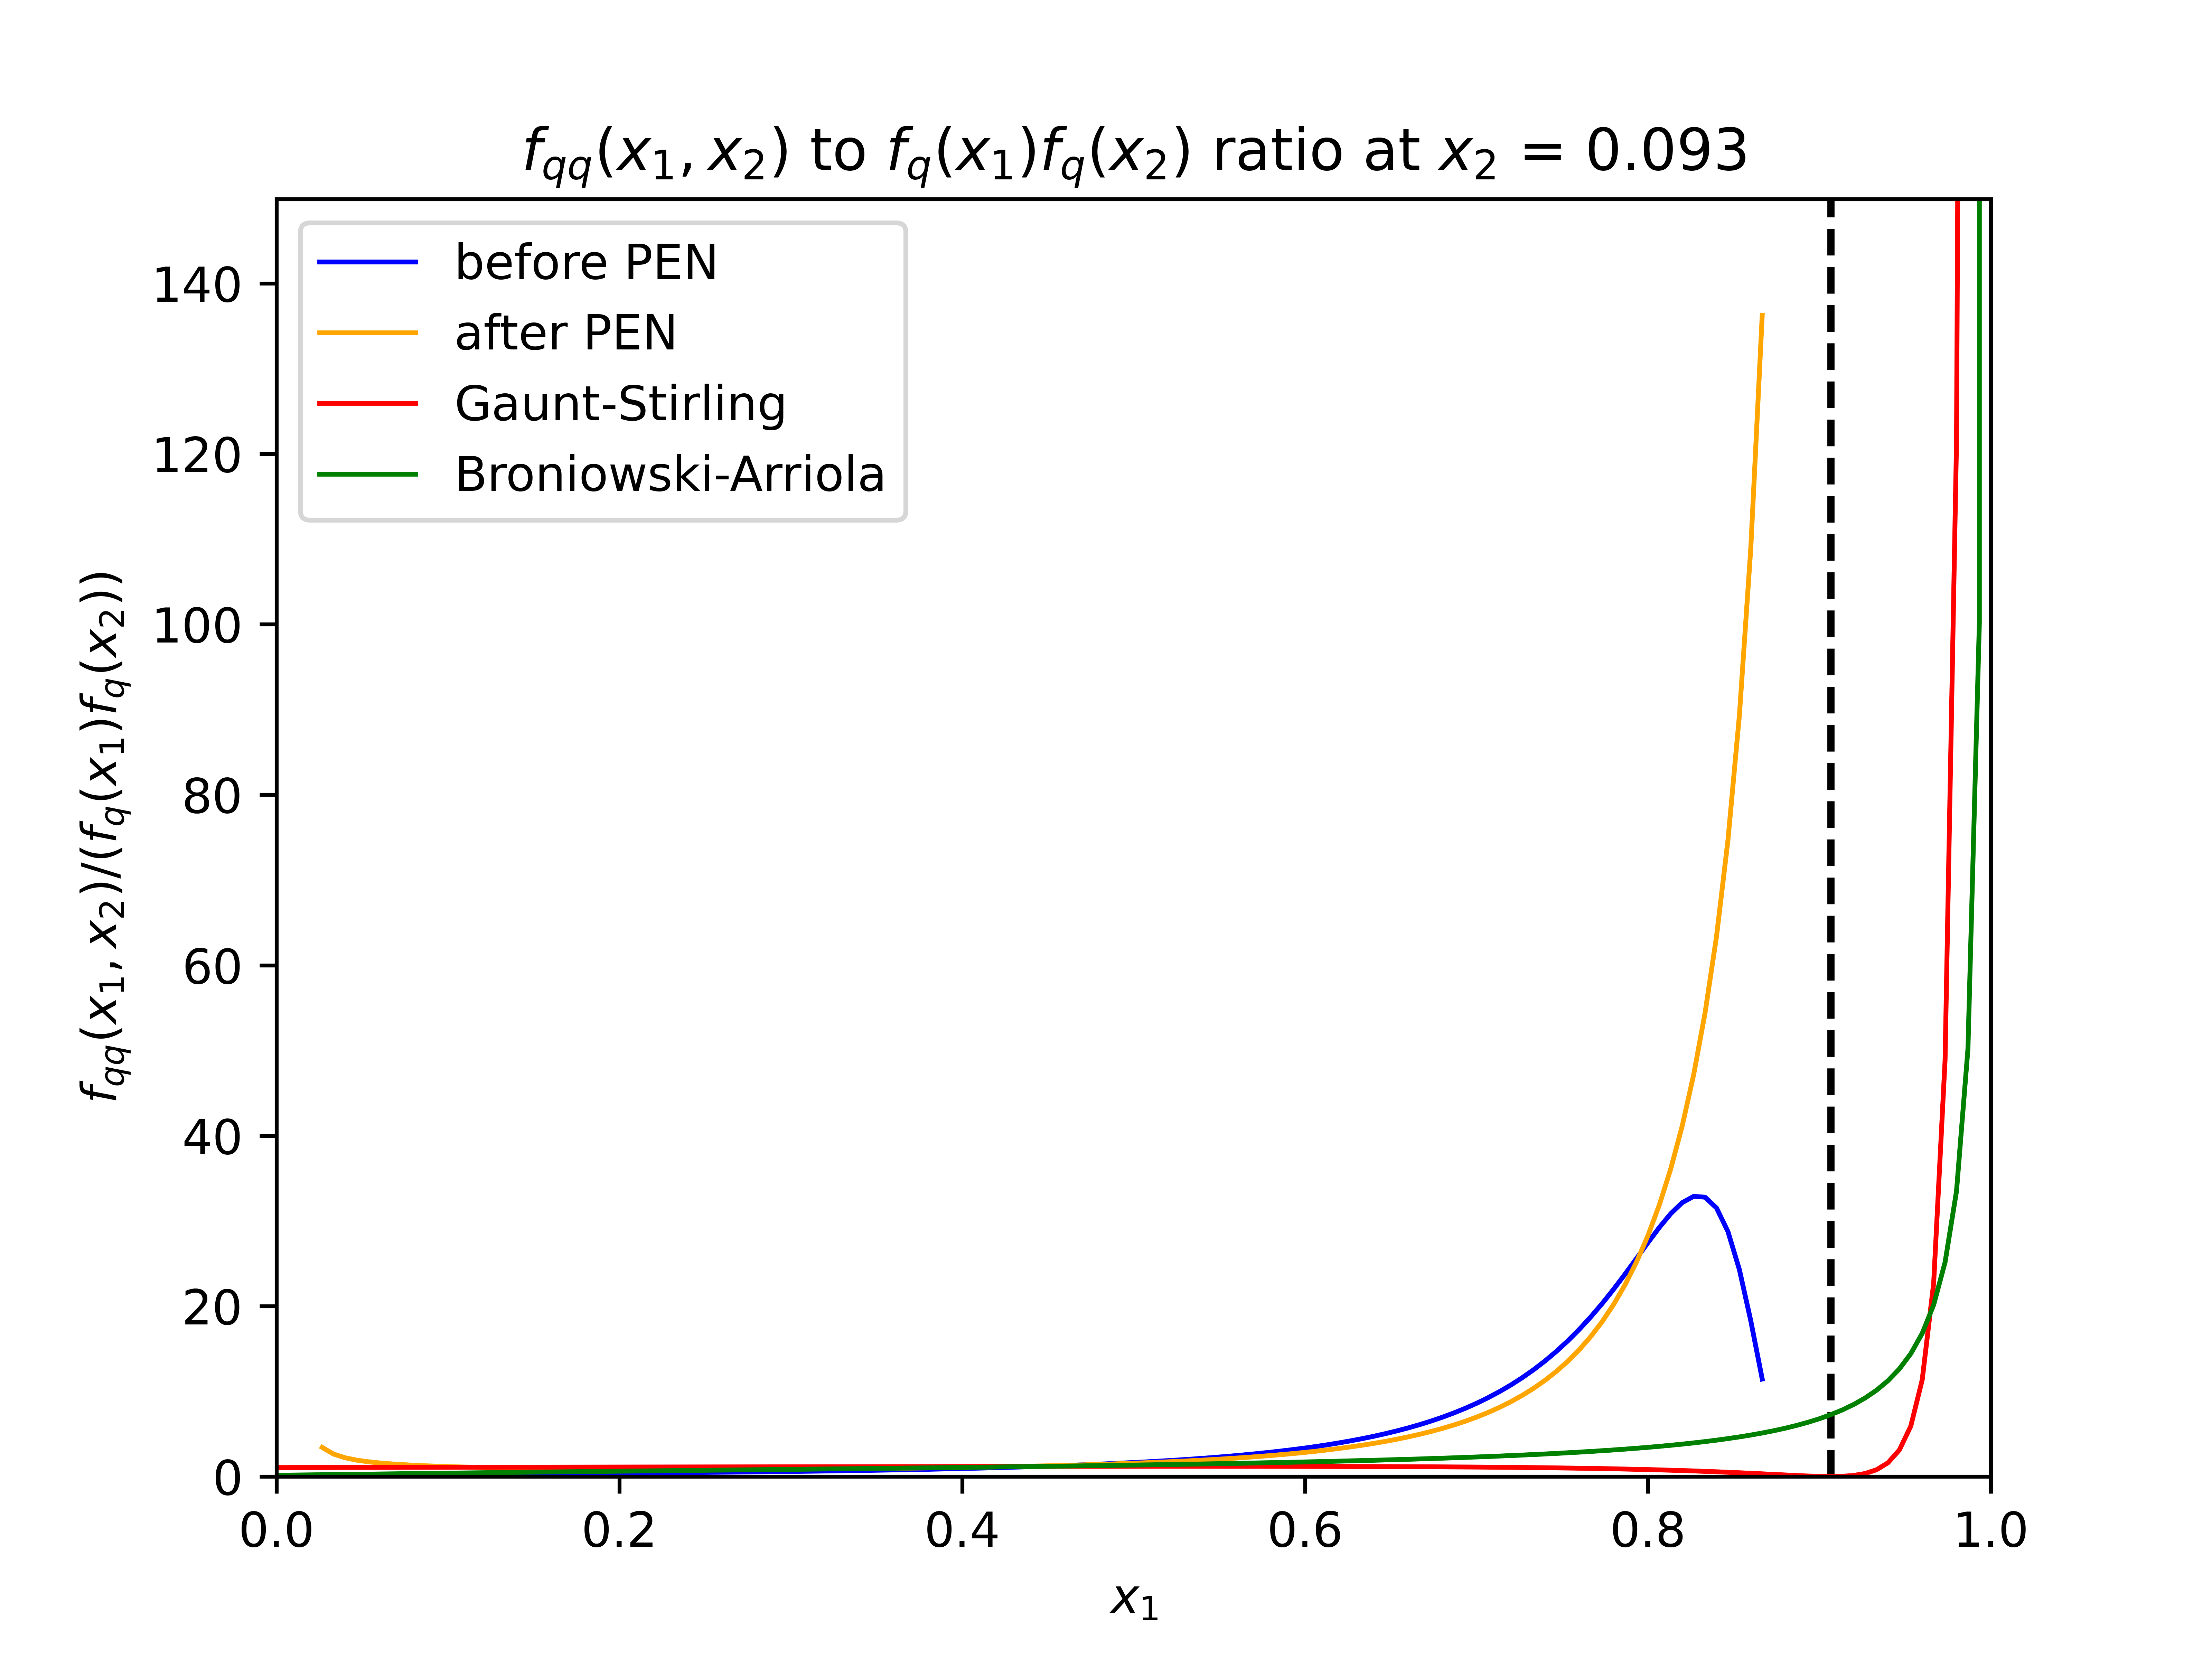 f_qq(x_1, x_2) to f_q(x_1)f_q(x_2) ratio at x_2 = 0.093
before PEN
after PEN
Gaunt-Stirling
Broniowski-Arriola
f_qq(x_1, x_2)/(f_q(x_1)f_q(x_2))
140
120
100
80
60
40
20
0
0.0 0.2 0.4 0.6 0.8 1.0
x_1